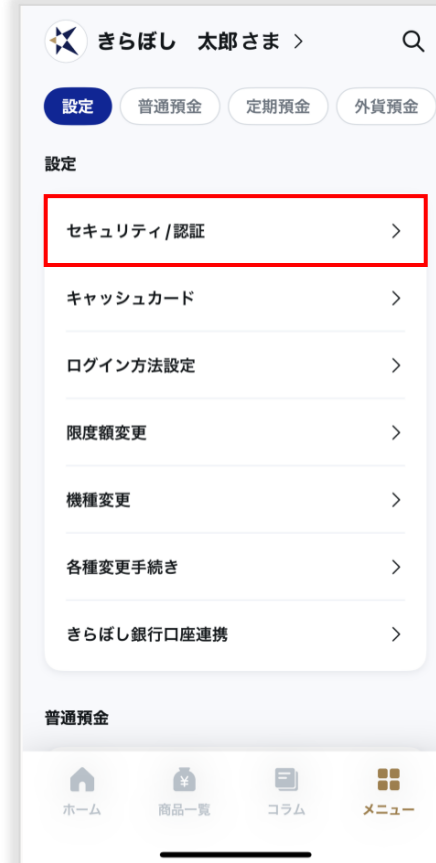 きらぼし 太郎さま
設定 普通預金 定期預金 外貨預金
設定
セキュリティ/認証
キャッシュカード
ログイン方法設定
限度額変更
機種変更
各種変更手続き
きらぼし銀行口座連携
普通預金
ホーム 商品一覧 コラム メニュー